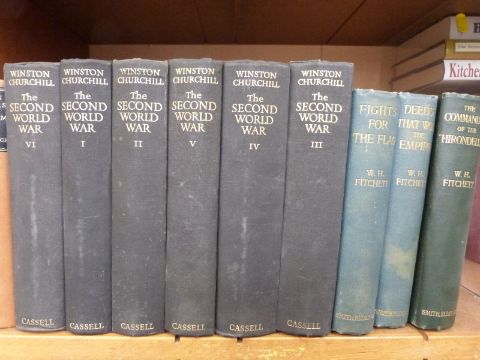 WINSTON
CHURCHILL
The
SECOND
WORLD
WAR
VI
CASSELL
WINSTON
CHURCHILL
The
SECOND
WORLD
WAR
I
CASSELL
WINSTON
CHURCHILL
The
SECOND
WORLD
WAR
II
CASSELL
WINSTON
CHURCHILL
The
SECOND
WORLD
WAR
V
CASSELL
WINSTON
CHURCHILL
The
SECOND
WORLD
WAR
IV
CASSELL
WINSTON
CHURCHILL
The
SECOND
WORLD
WAR
III
CASSELL
FIGHTS
FOR
THE FLAG
W. H.
FITCHETT
DEEDS
THAT WON
THE
EMPIRE
W. H.
FITCHETT
THE
COMMANDER
OF THE
HIRONDELLE
W. H.
FITCHETT
Kitchen